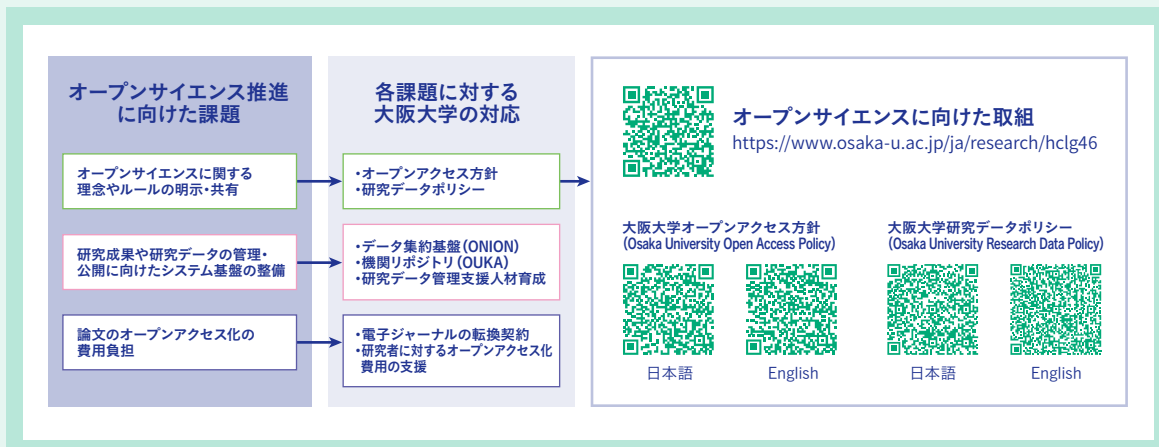 オープンサイエンス推進
に向けた課題
オープンサイエンスに関する
理念やルールの明示・共有
研究成果や研究データの管理・
公開に向けたシステム基盤の整備
論文のオープンアクセス化の
費用負担
各課題に対する
大阪大学の対応
・オープンアクセス方針
・研究データポリシー
・データ集約基盤(ONION)
・機関リポジトリ(OUKA)
・研究データ管理支援人材育成
・電子ジャーナルの転換契約
・研究者に対するオープンアクセス化
費用の支援
オープンサイエンスに向けた取組
https://www.osaka-u.ac.jp/ja/research/hclg46
大阪大学オープンアクセス方針
(Osaka University Open Access Policy)
日本語
English
大阪大学研究データポリシー
(Osaka University Research Data Policy)
日本語
English